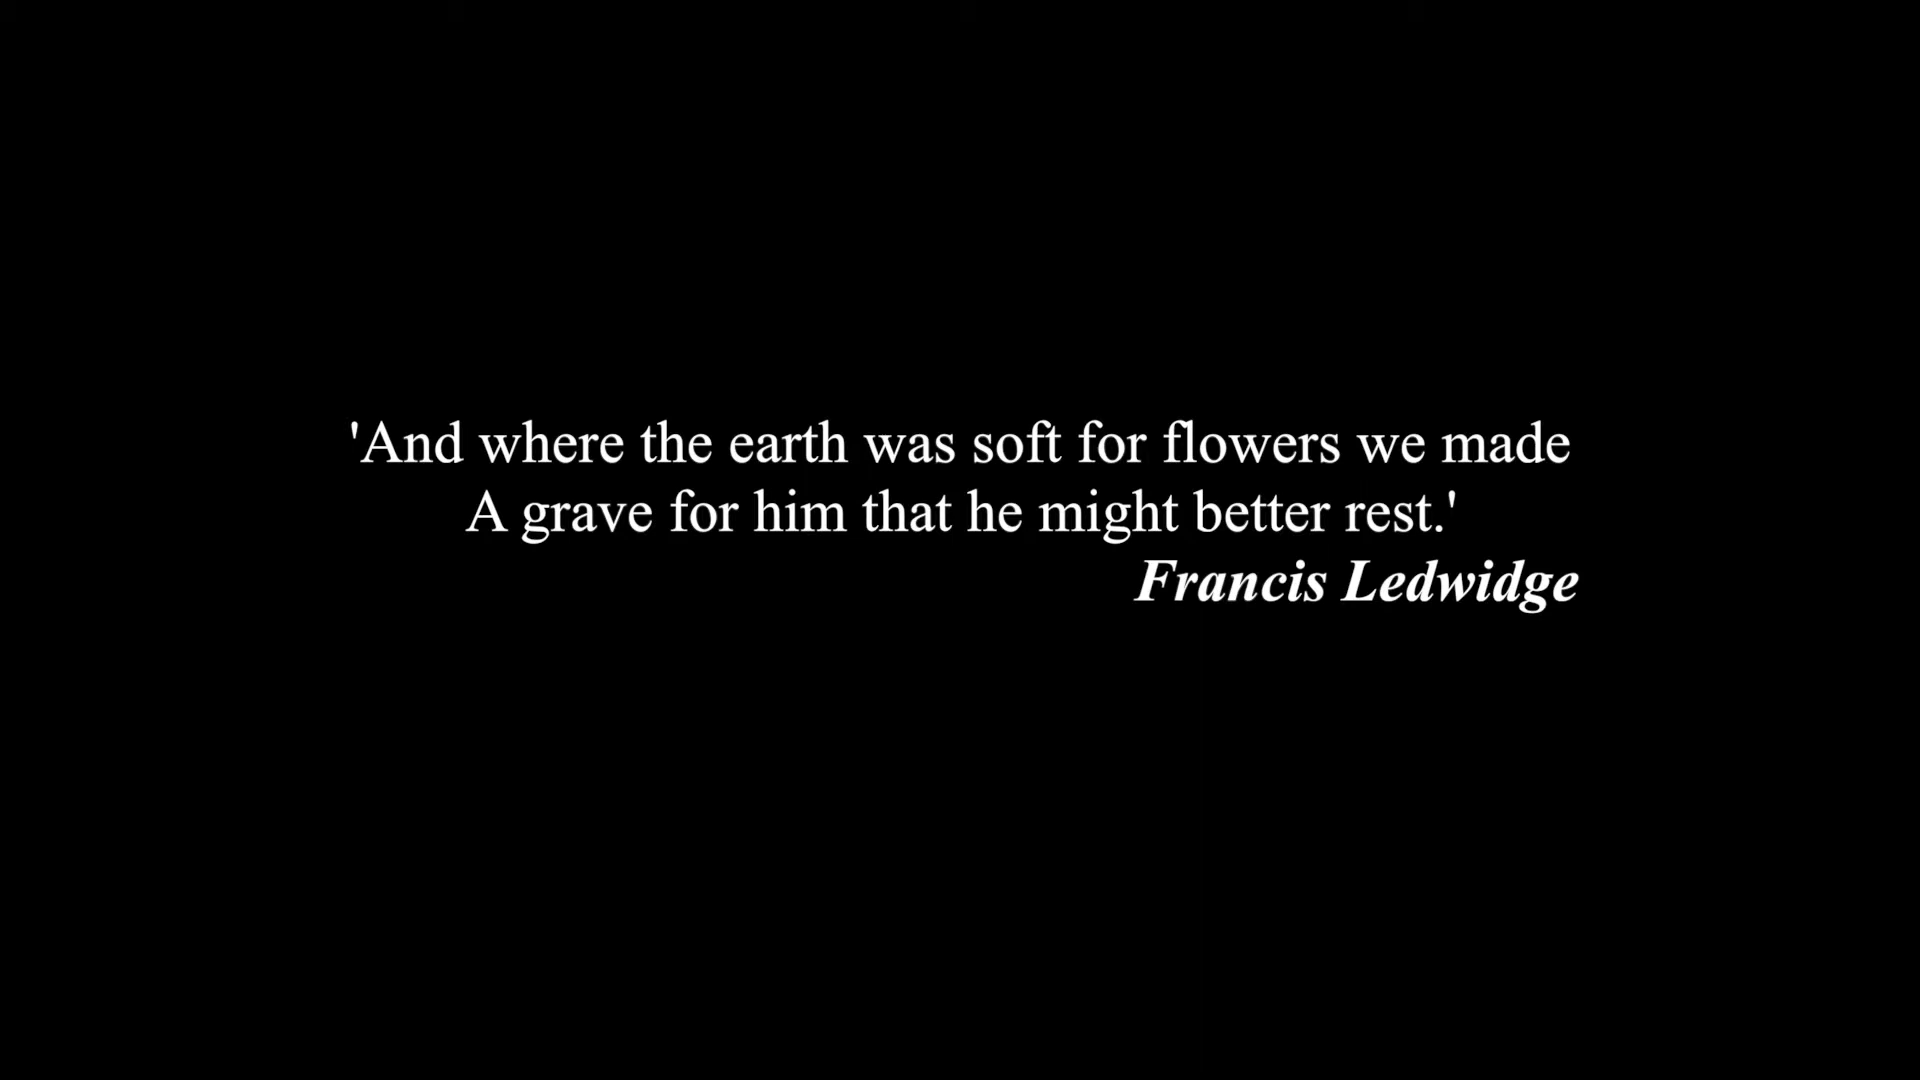 'And where the earth was soft for flowers we made
A grave for him that he might better rest.'
Francis Ledwidge